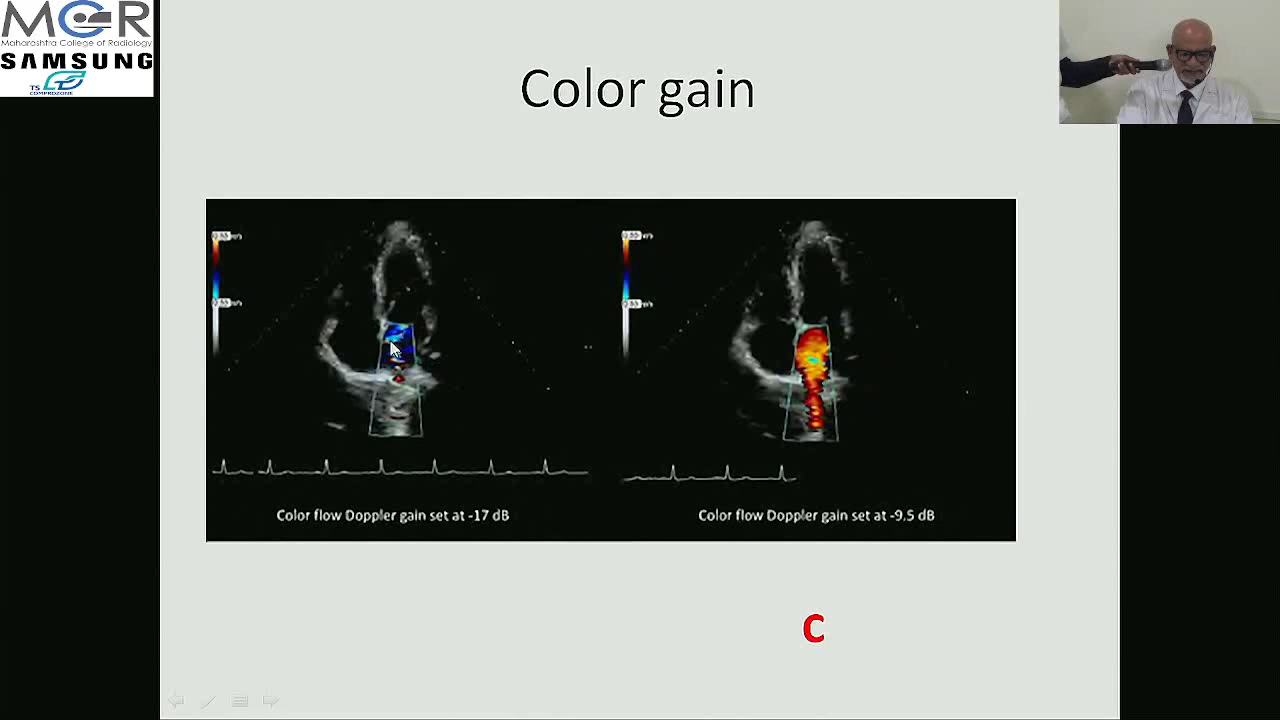 MCR
Maharashtra College of Radiology
SAMSUNG
TS
COMPROZONE
Color gain
Color flow Doppler gain set at -17 dB
Color flow Doppler gain set at -9.5 dB
C